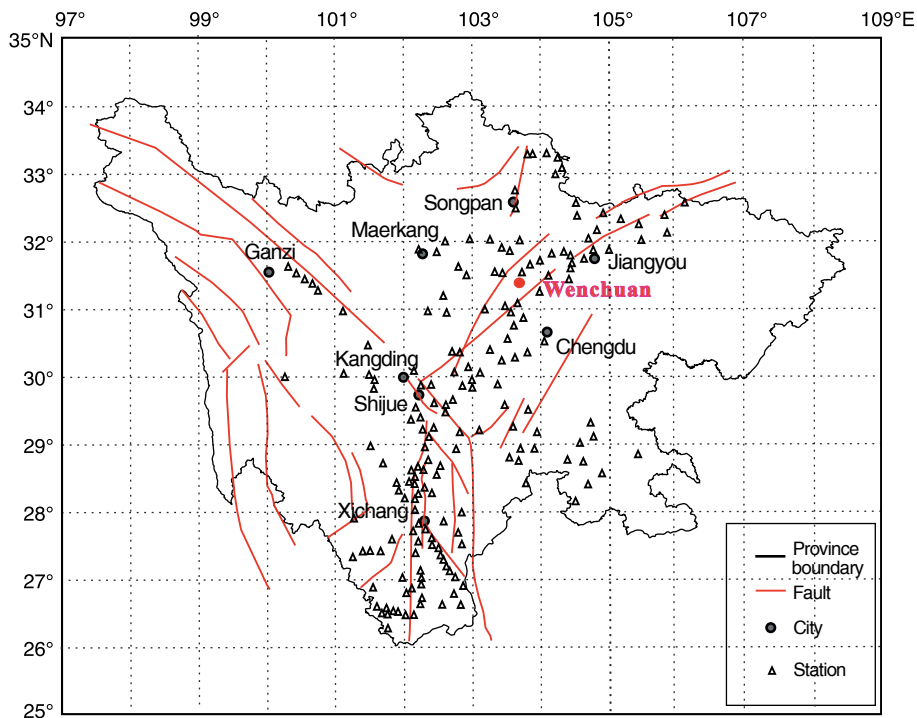 97° 99° 101° 103° 105° 107° 109°E
35°N
34°
33°
32°
31°
30°
29°
28°
27°
26°
25°
Songpan
Maerkang
Ganzi
Jiangyou
Wenchuan
Chengdu
Kangding
Shijue
Xichang
Province
boundary
Fault
City
Station